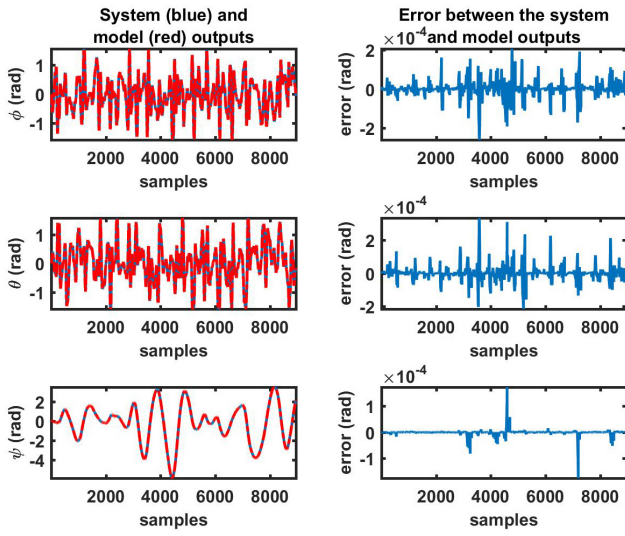 System (blue) and
model (red) outputs
Error between the system
and model outputs
ϕ (rad)
1
0
-1
2000 4000 6000 8000
samples
×10⁻⁴
error (rad)
2
0
-2
2000 4000 6000 8000
samples
θ (rad)
1
0
-1
2000 4000 6000 8000
samples
×10⁻⁴
error (rad)
2
0
-2
2000 4000 6000 8000
samples
ψ (rad)
2
0
-2
-4
2000 4000 6000 8000
samples
×10⁻⁴
error (rad)
1
0
-1
2000 4000 6000 8000
samples